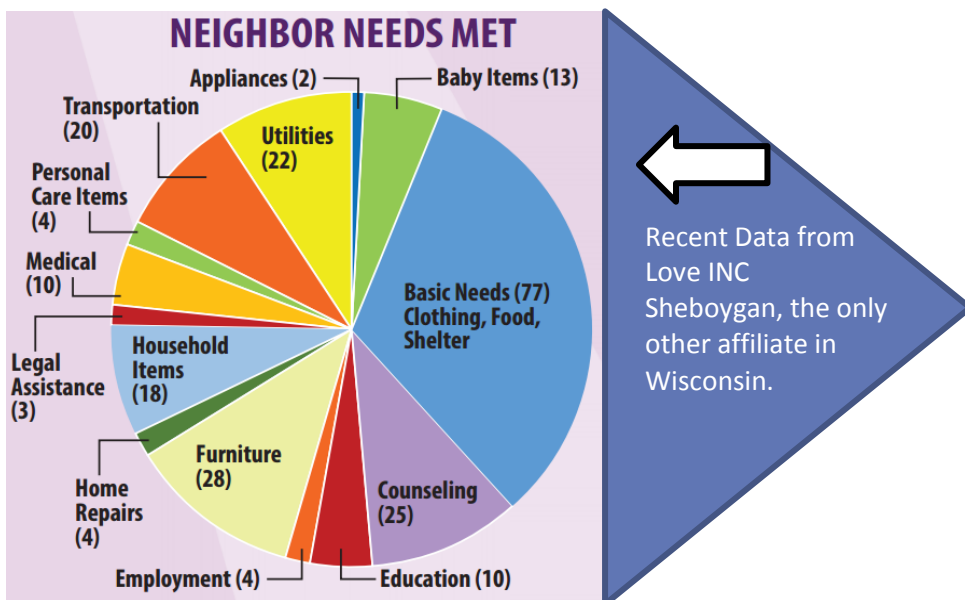 NEIGHBOR NEEDS MET
Appliances (2)
Baby Items (13)
Transportation
(20)
Utilities
(22)
Personal
Care Items
(4)
Medical
(10)
Basic Needs (77)
Clothing, Food,
Shelter
Legal
Assistance
(3)
Household
Items
(18)
Furniture
(28)
Home
Repairs
(4)
Counseling
(25)
Employment (4)
Education (10)
Recent Data from
Love INC
Sheboygan, the only
other affiliate in
Wisconsin.